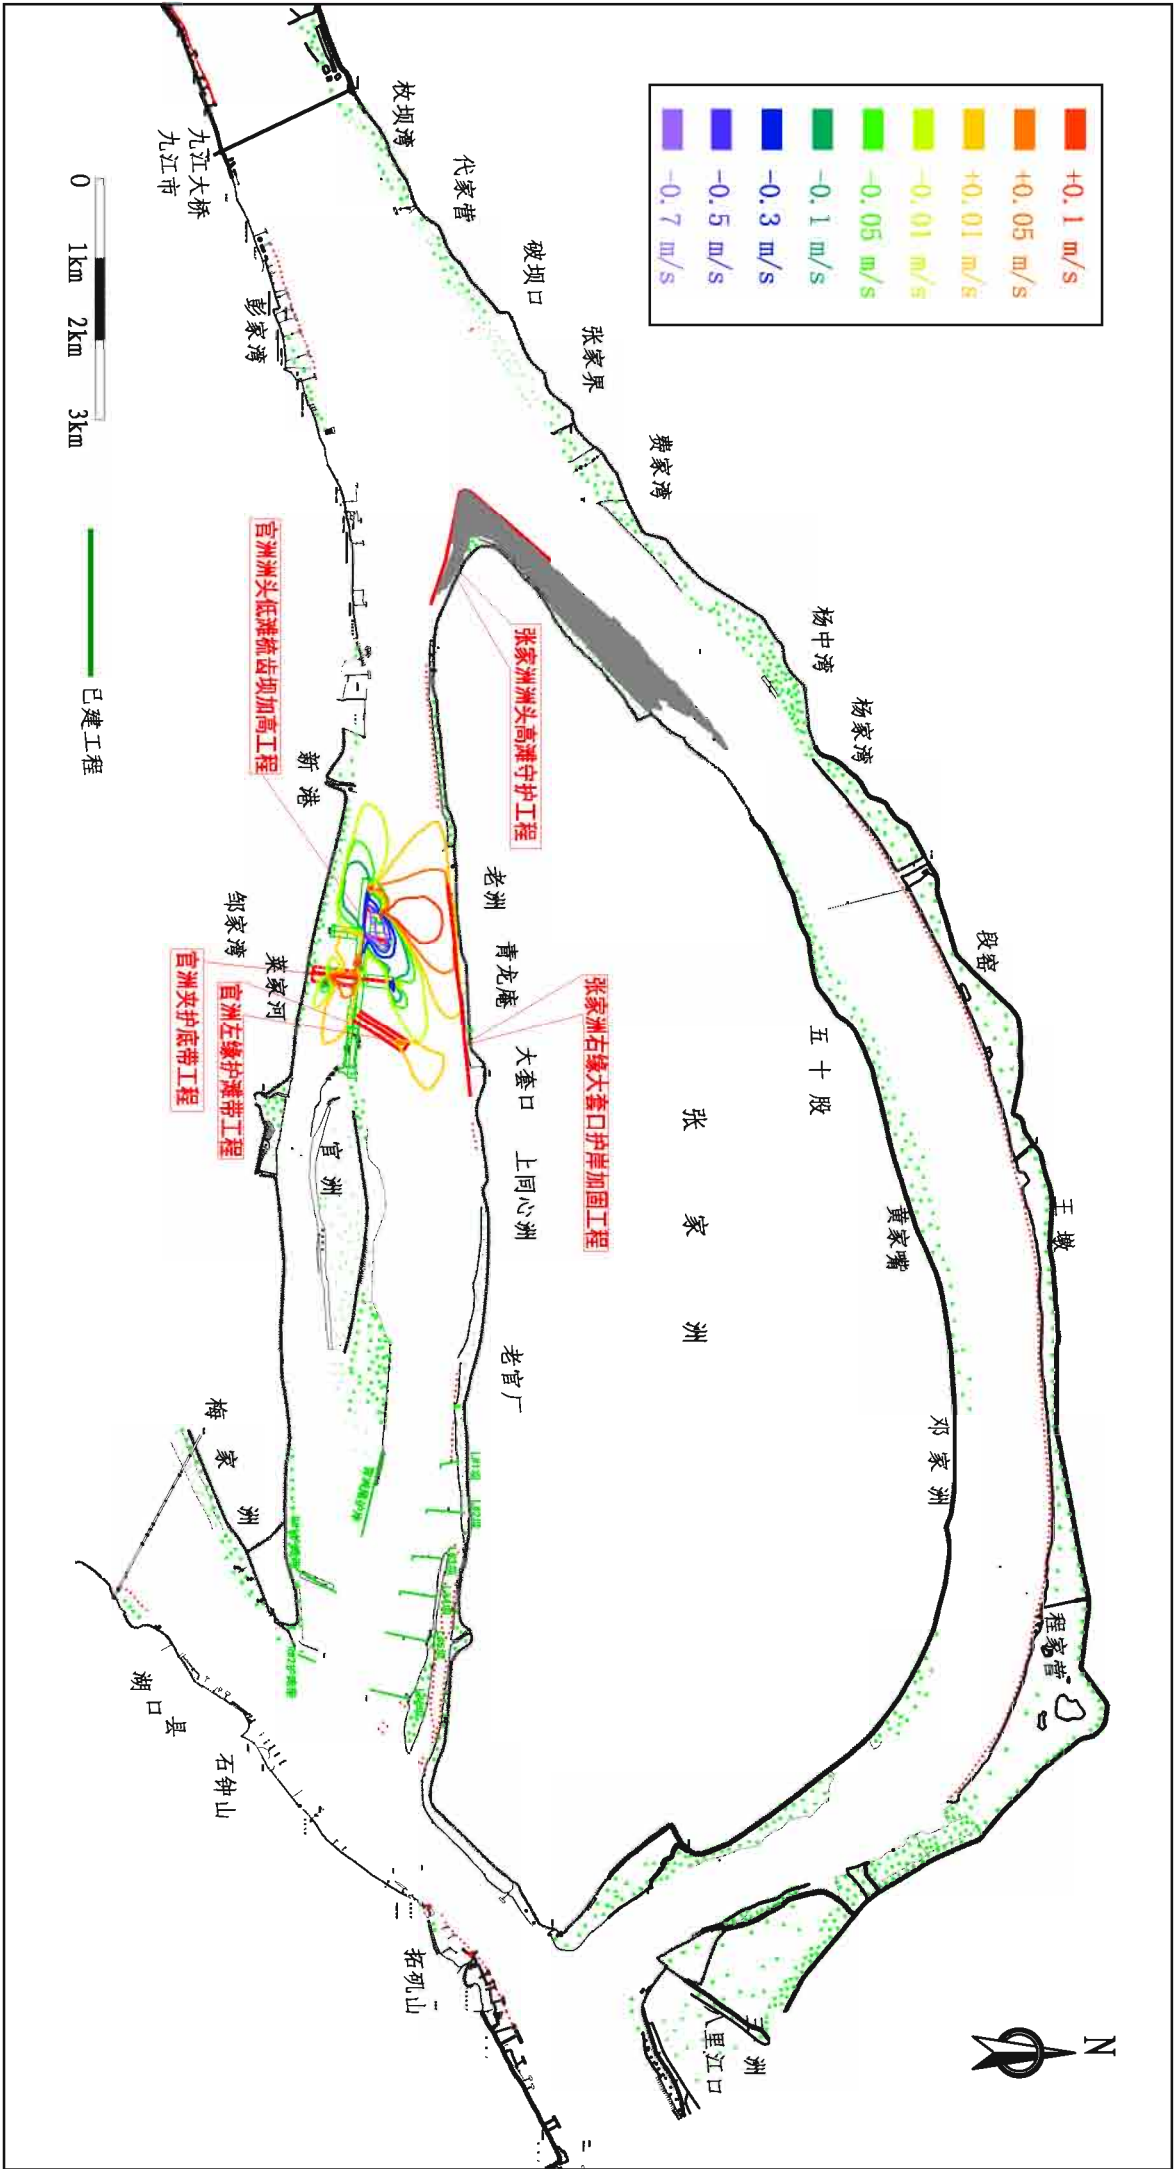 +0.1 m/s
+0.05 m/s
+0.01 m/s
-0.01 m/s
-0.05 m/s
-0.1 m/s
-0.3 m/s
-0.5 m/s
-0.7 m/s
N
枚坝湾
代家营
破坝口
张家界
费家湾
杨中湾
杨家湾
段窑
王墩
程家营
九江大桥
九江市
彭家湾
0
1km
2km
3km
已建工程
官洲洲头低滩梳齿坝加高工程
张家洲洲头高滩守护工程
新港
老洲
青龙庵
大套口
上同心洲
老官厂
张家洲右缘大套口护岸加固工程
张家洲
五十股
黄家嘴
邓家洲
邹家湾
莱家河
官洲夹护底带工程
官洲左缘护滩带工程
官洲
梅家洲
湖口县
石钟山
拓矶山
里江口